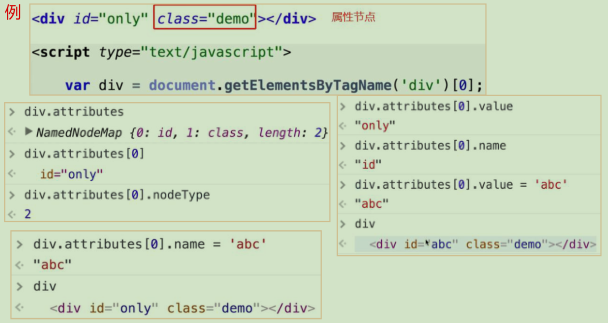 例
<div id="only" class="demo"></div> 属性节点
<script type="text/javascript">
var div = document.getElementsByTagName('div')[0];
> div.attributes
< ▶ NamedNodeMap {0: id, 1: class, length: 2}
> div.attributes[0]
< id="only"
> div.attributes[0].nodeType
< 2
> div.attributes[0].value
< "only"
> div.attributes[0].name
< "id"
> div.attributes[0].value = 'abc'
< "abc"
> div
< <div id="abc" class="demo"></div>
> div.attributes[0].name = 'abc'
< "abc"
> div
< <div id="only" class="demo"></div>